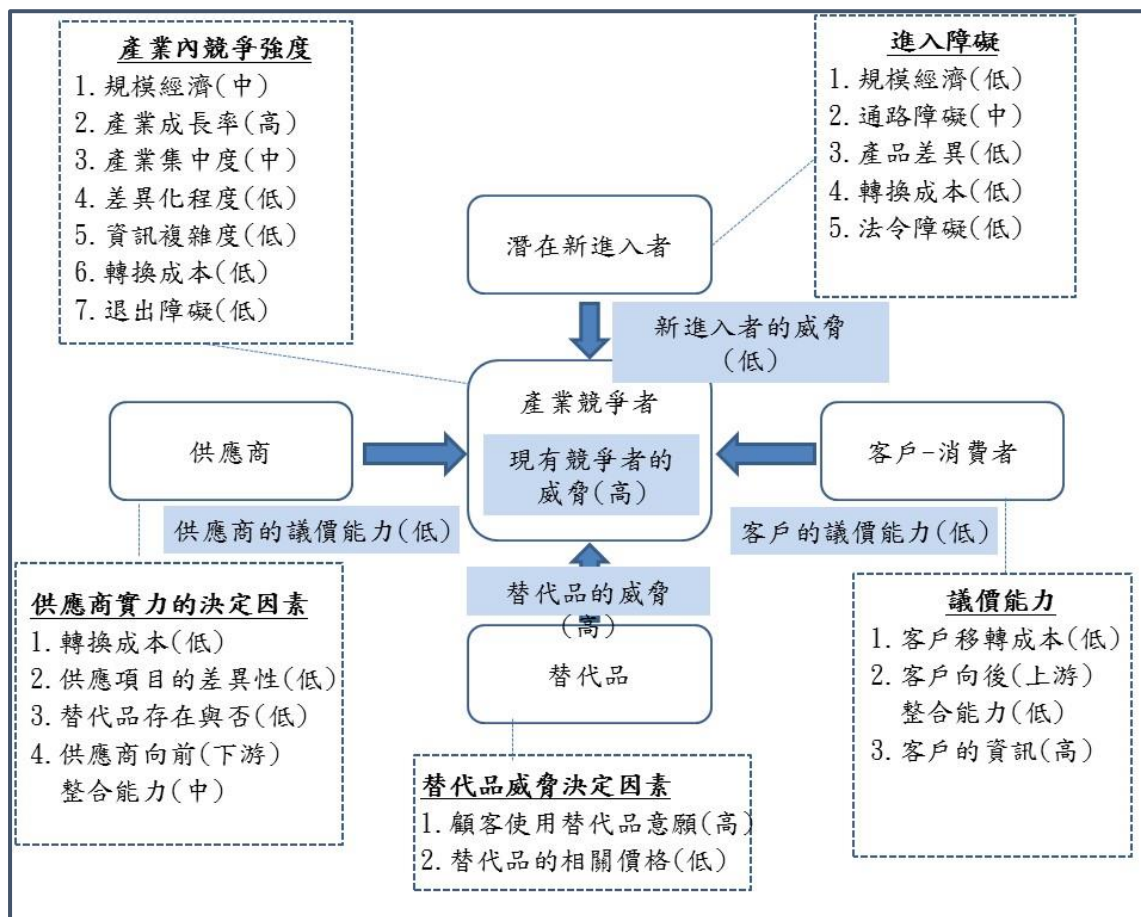 產業內競爭強度
1. 規模經濟(中)
2. 產業成長率(高)
3. 產業集中度(中)
4. 差異化程度(低)
5. 資訊複雜度(低)
6. 轉換成本(低)
7. 退出障礙(低)
進入障礙
1. 規模經濟(低)
2. 通路障礙(中)
3. 產品差異(低)
4. 轉換成本(低)
5. 法令障礙(低)
潛在新進入者
新進入者的威脅
(低)
產業競爭者
現有競爭者的
威脅(高)
供應商
供應商的議價能力(低)
客戶-消費者
客戶的議價能力(低)
替代品的威脅
(高)
替代品
供應商實力的決定因素
1. 轉換成本(低)
2. 供應項目的差異性(低)
3. 替代品存在與否(低)
4. 供應商向前(下游)
整合能力(中)
替代品威脅決定因素
1. 顧客使用替代品意願(高)
2. 替代品的相關價格(低)
議價能力
1. 客戶移轉成本(低)
2. 客戶向後(上游)
整合能力(低)
3. 客戶的資訊(高)